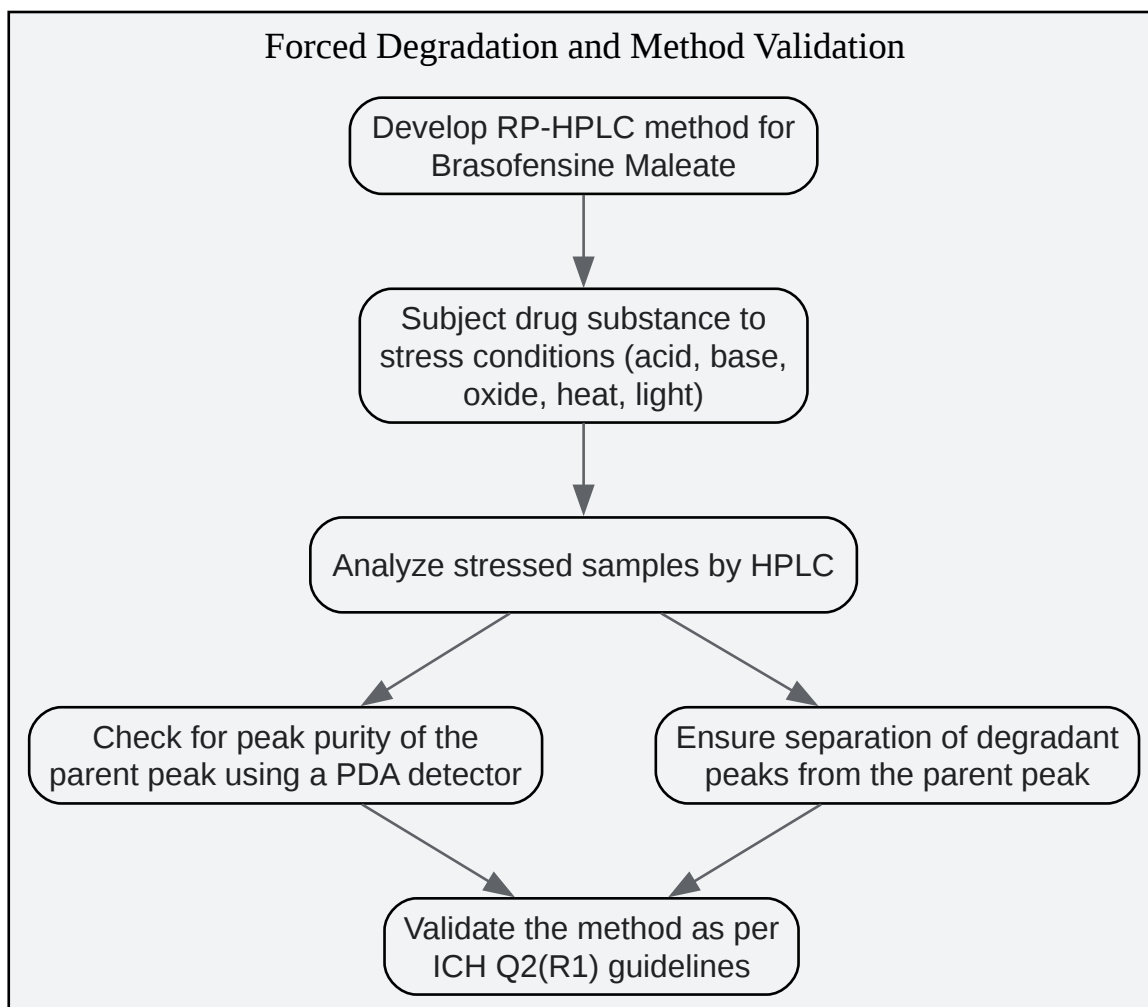 Forced Degradation and Method Validation
Develop RP-HPLC method for
Brasofensine Maleate
Subject drug substance to
stress conditions (acid, base,
oxide, heat, light)
Analyze stressed samples by HPLC
Check for peak purity of the
parent peak using a PDA detector
Ensure separation of degradant
peaks from the parent peak
Validate the method as per
ICH Q2(R1) guidelines